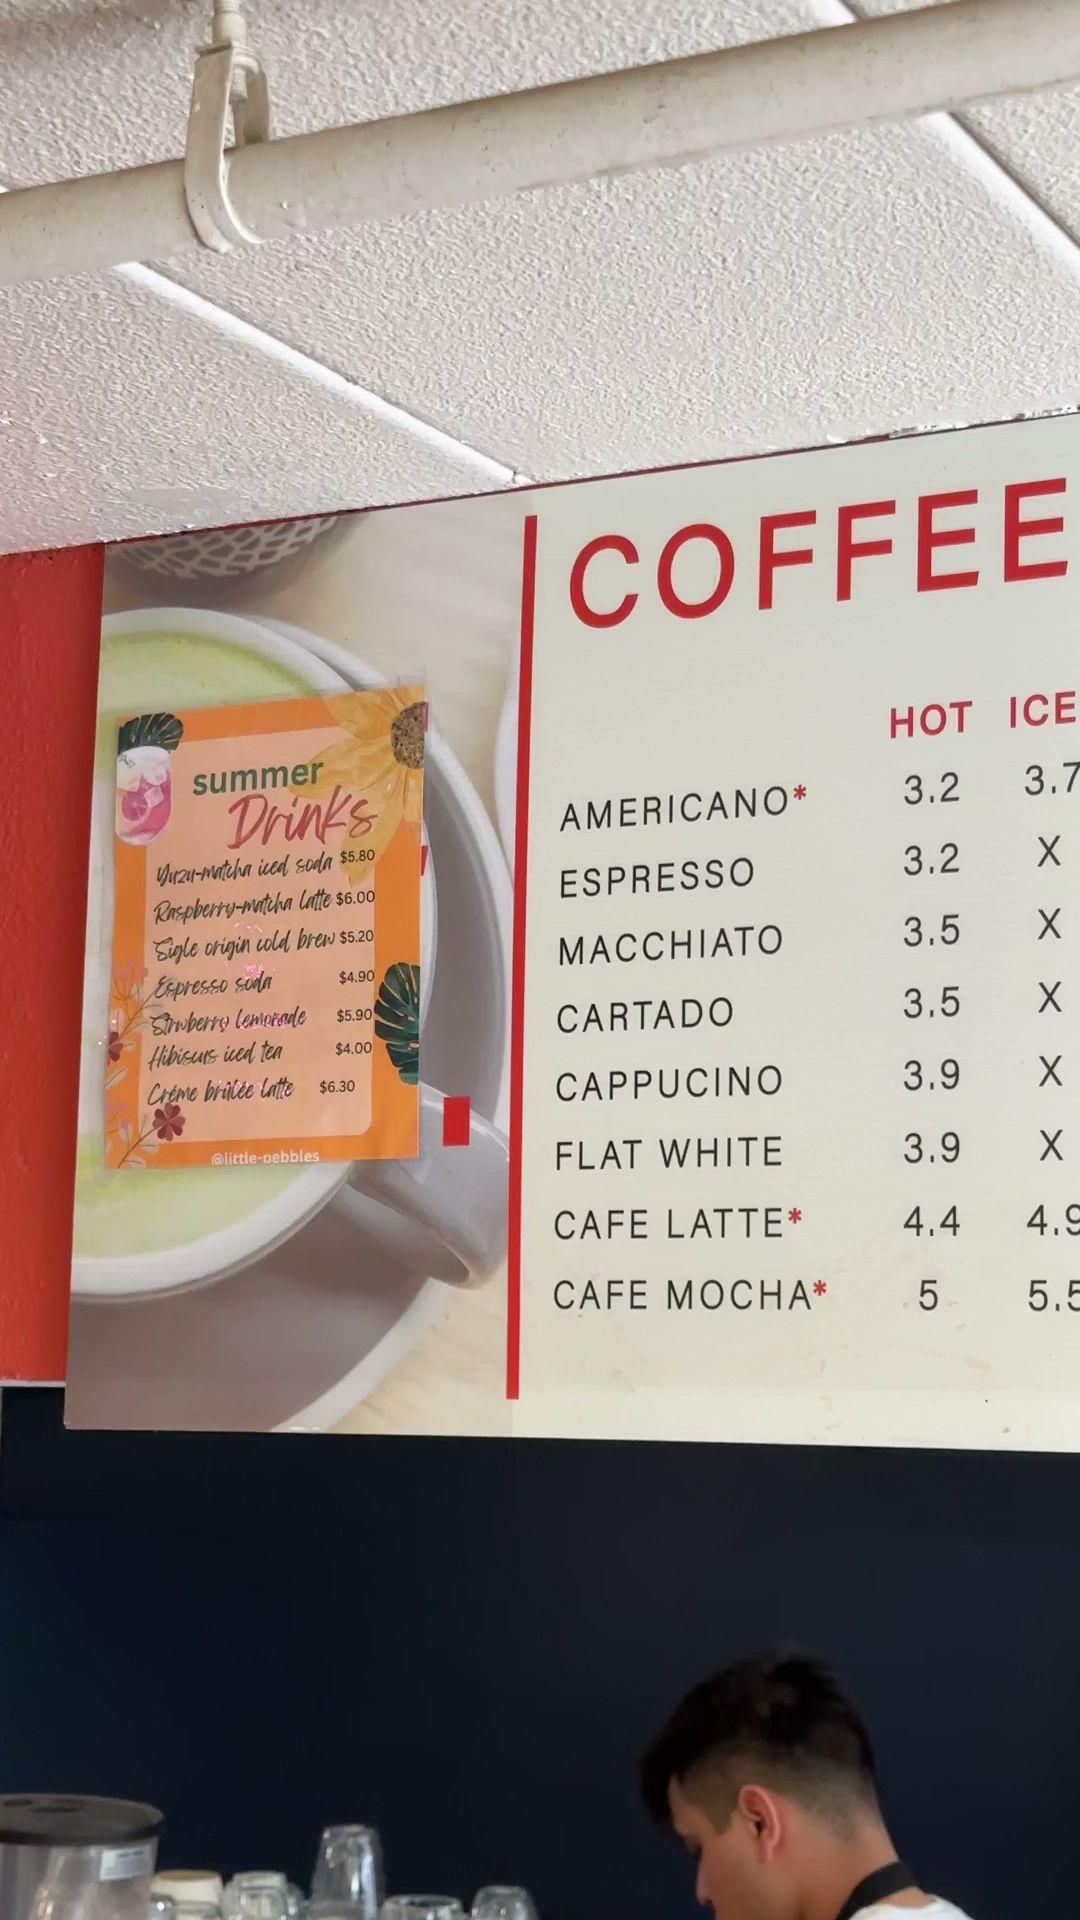 summer
Drinks
Yuzu-matcha iced soda $5.80
Raspberry-matcha latte $6.00
Sigle origin cold brew $5.20
Espresso soda $4.90
Strwberry lemonade $5.90
Hibiscus iced tea $4.00
Créme brûlée latte $6.30
@little-pebbles
COFFEE
HOT ICE
AMERICANO* 3.2 3.7
ESPRESSO 3.2 X
MACCHIATO 3.5 X
CARTADO 3.5 X
CAPPUCINO 3.9 X
FLAT WHITE 3.9 X
CAFE LATTE* 4.4 4.9
CAFE MOCHA* 5 5.5